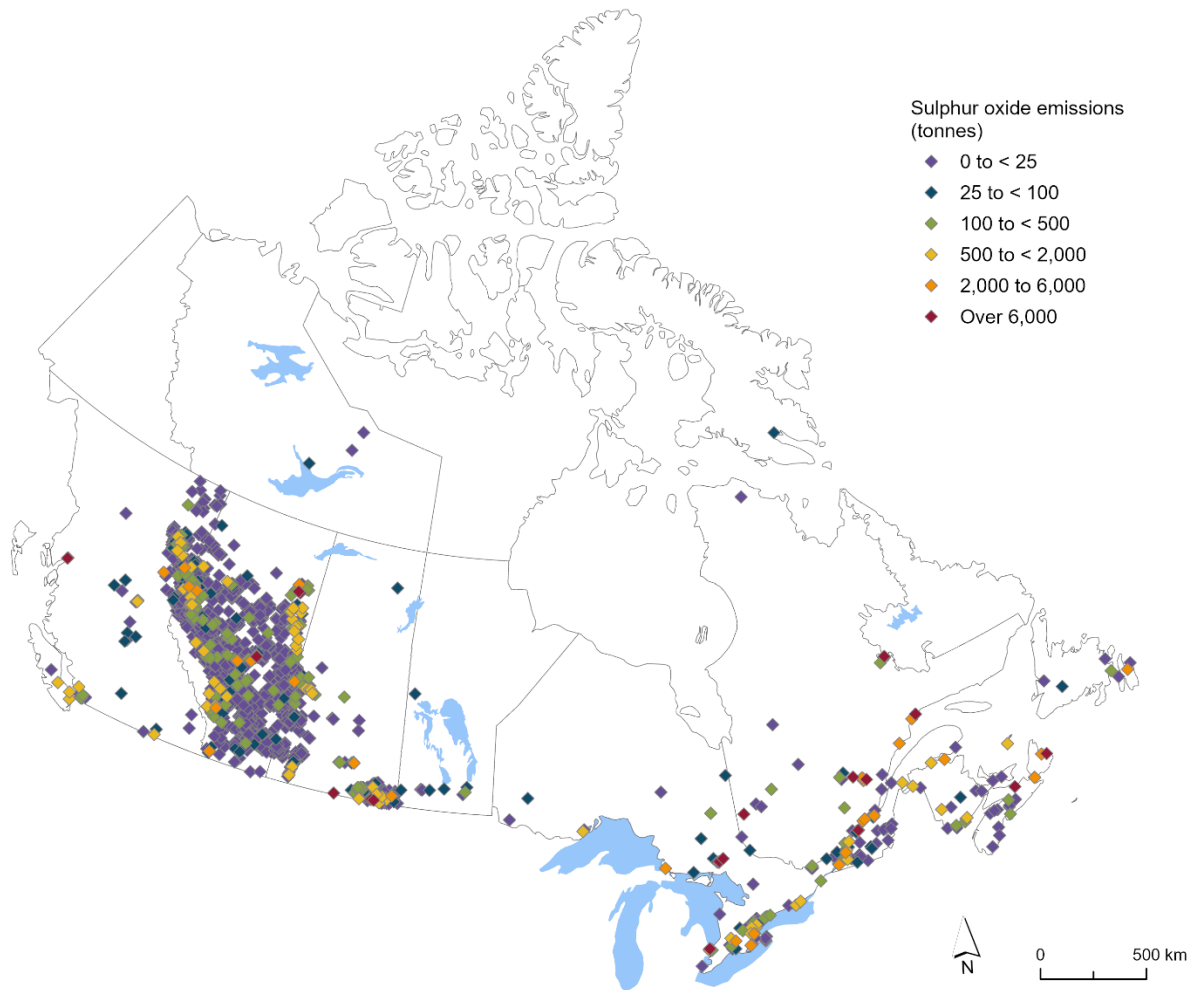 Sulphur oxide emissions
(tonnes)
0 to < 25
25 to < 100
100 to < 500
500 to < 2,000
2,000 to 6,000
Over 6,000
N
0 500 km